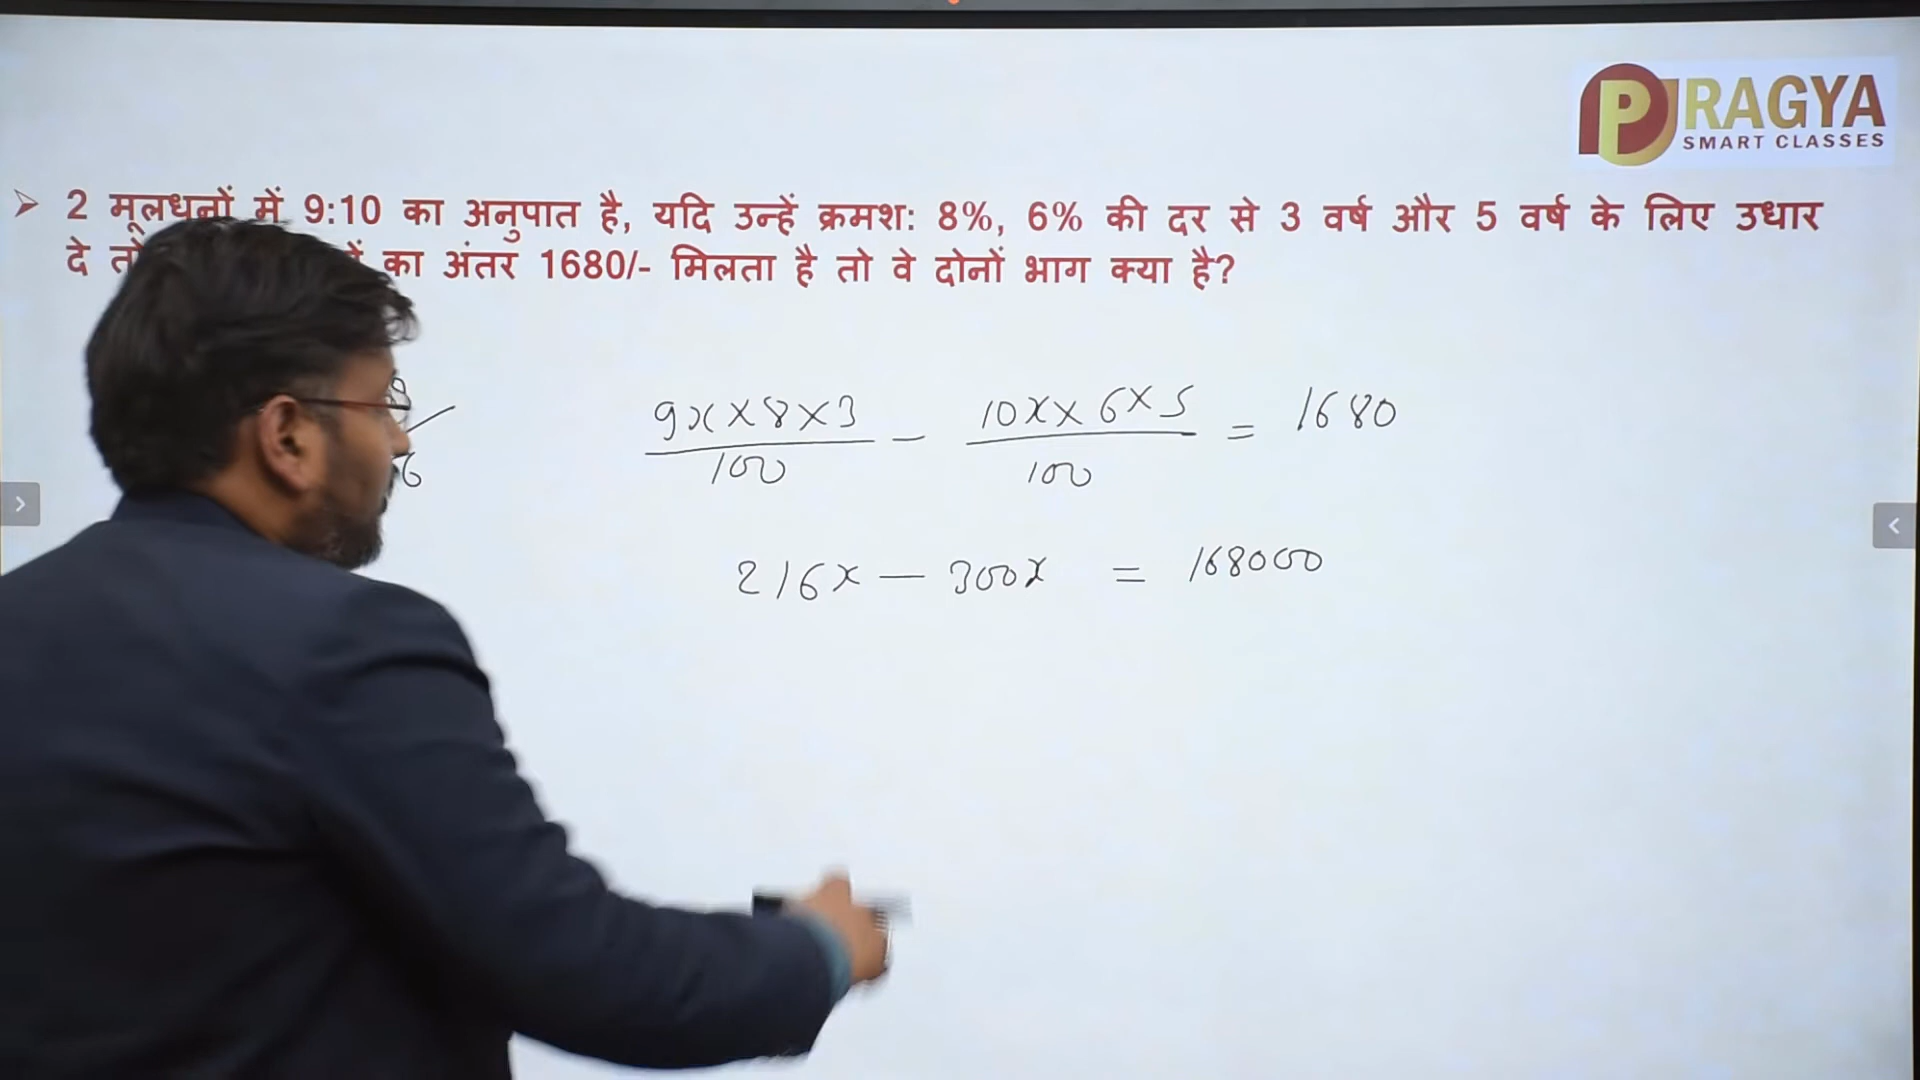 PRAGYA
SMART CLASSES
➢ 2 मूलधनों में 9:10 का अनुपात है, यदि उन्हें क्रमश: 8%, 6% की दर से 3 वर्ष और 5 वर्ष के लिए उधार
दे का अंतर 1680/- मिलता है तो वे दोनों भाग क्या है?
9x×8×3/100 − 10x×6×5/100 = 1680
6
216x − 300x = 168000